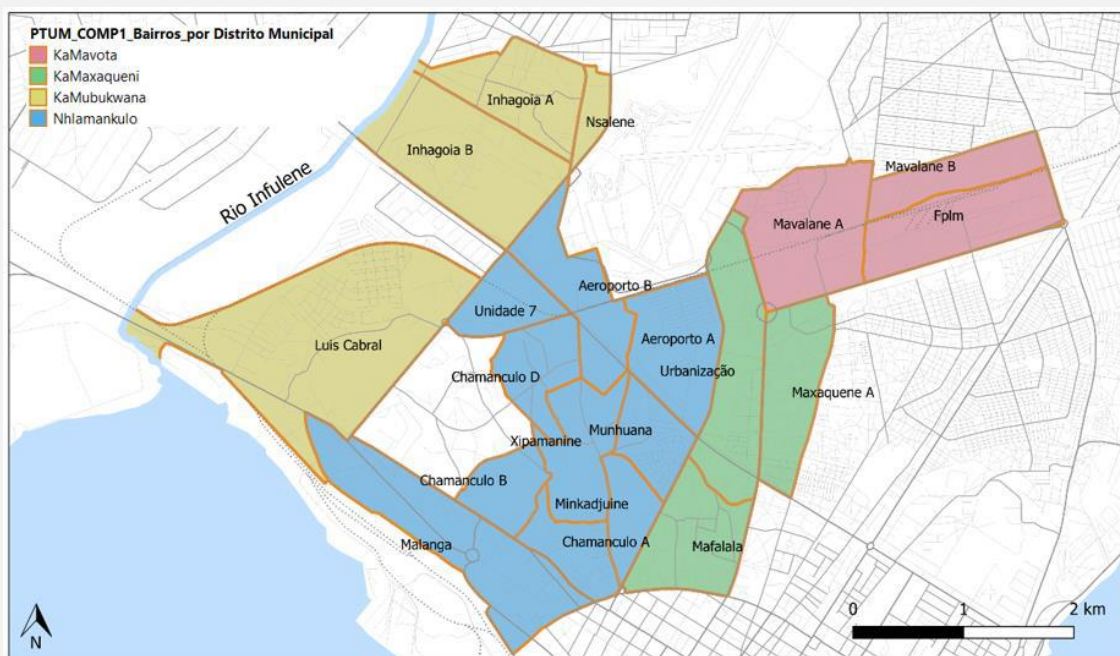 PTUM_COMP1_Bairros_por Distrito Municipal
KaMavota
KaMaxaqueni
KaMubukwana
Nhlamankulo
Inhagoia A
Nsalene
Inhagoia B
Rio Infulene
Mavalane B
Fplm
Mavalane A
Aeroporto B
Unidade 7
Luis Cabral
Aeroporto A
Chamanculo D
Urbanização
Maxaquene A
Munhuana
Xipamanine
Chamanculo B
Minkadjuine
Malanga
Chamanculo A
Mafalala
N
0 1 2 km